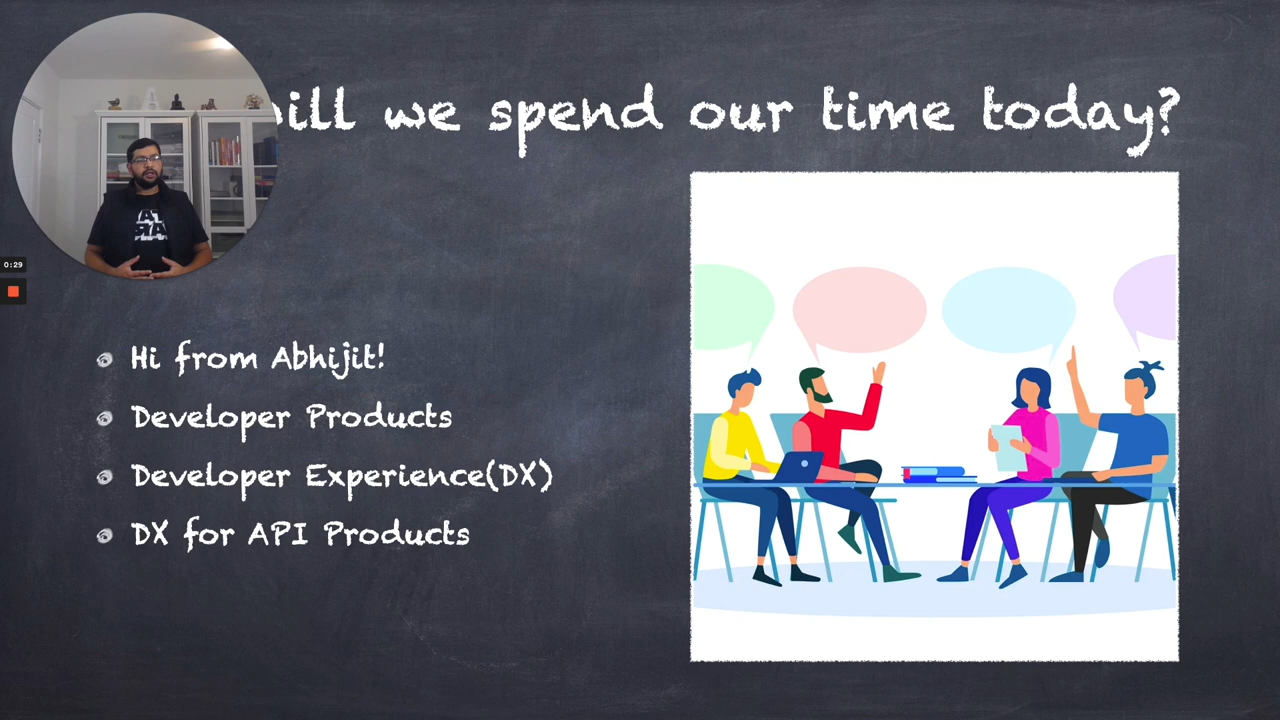 will we spend our time today?
0:29
Hi from Abhijit!
Developer Products
Developer Experience(DX)
DX for API Products